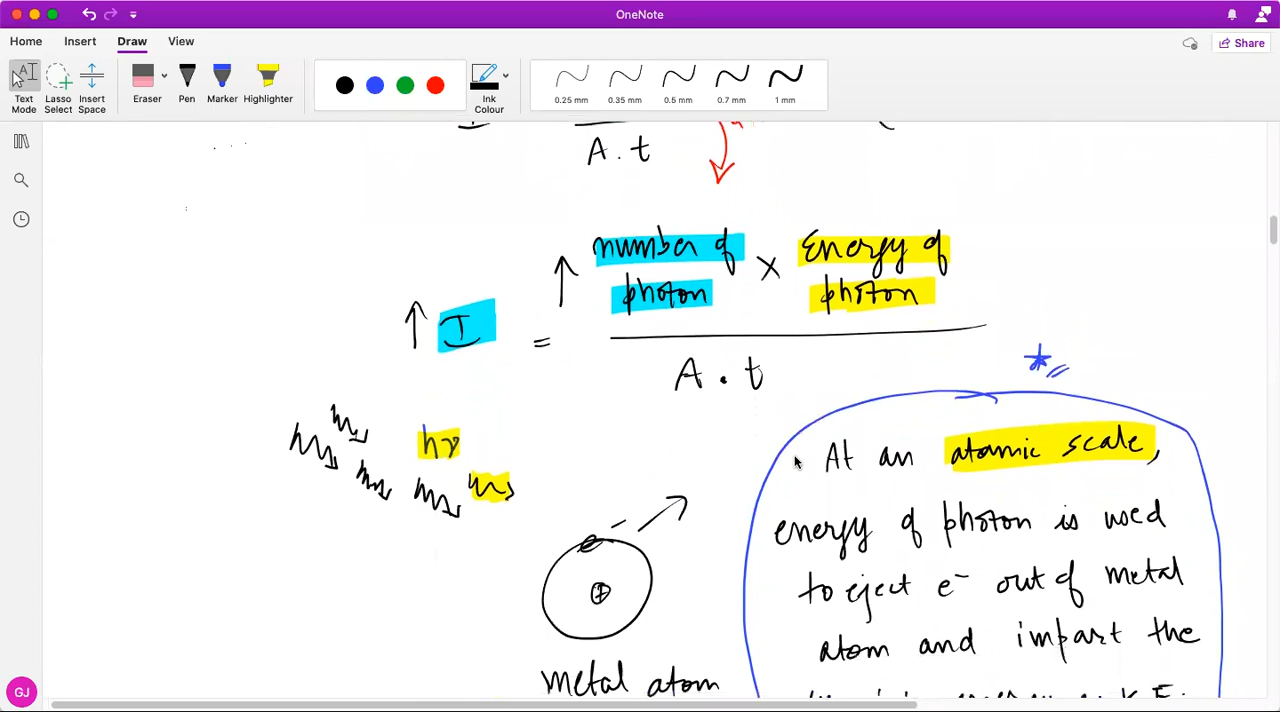 OneNote
Home Insert Draw View
Share
Text Mode
Lasso Select
Insert Space
Eraser
Pen
Marker
Highlighter
Ink Colour
0.25 mm
0.35 mm
0.5 mm
0.7 mm
1 mm
A . t
↑ number of photon × Energy of photon
↑ I =
A . t
hν
*
At an atomic scale,
energy of photon is used
to eject e⁻ out of metal
atom and impart the
metal atom
GJ